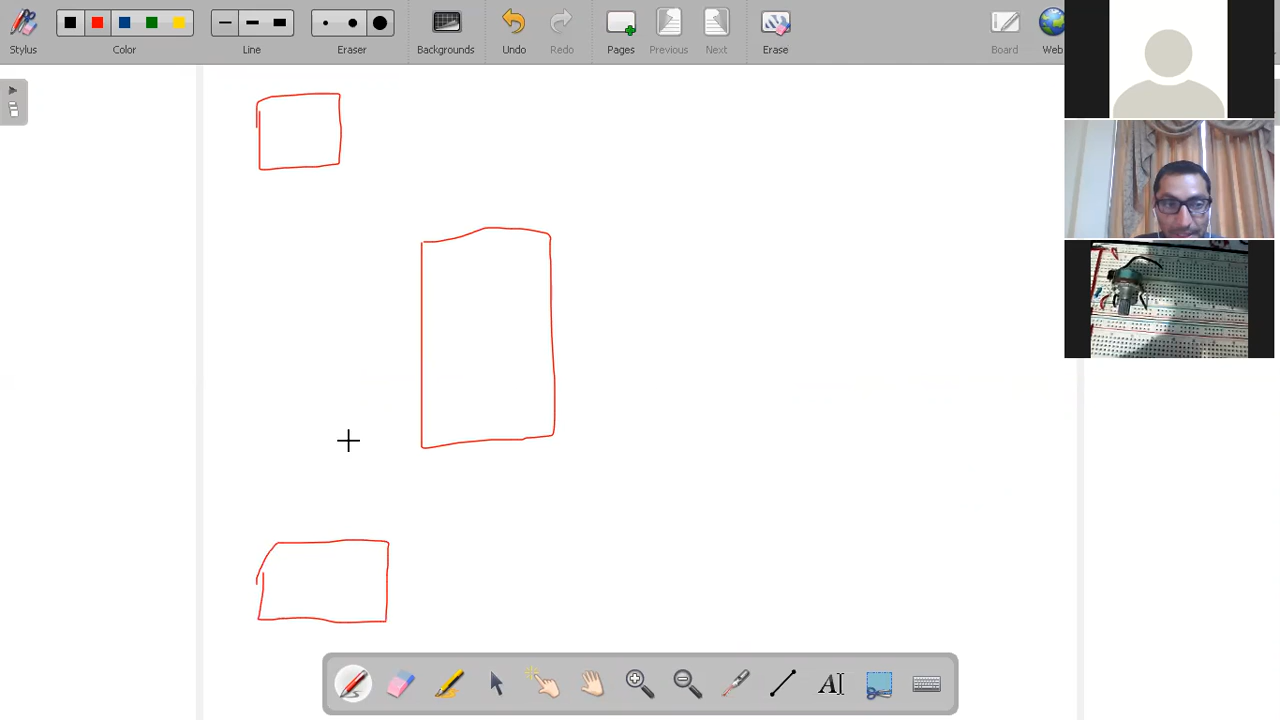 Stylus
Color
Line
Eraser
Backgrounds
Undo
Redo
Pages
Previous
Next
Erase
Board
Web